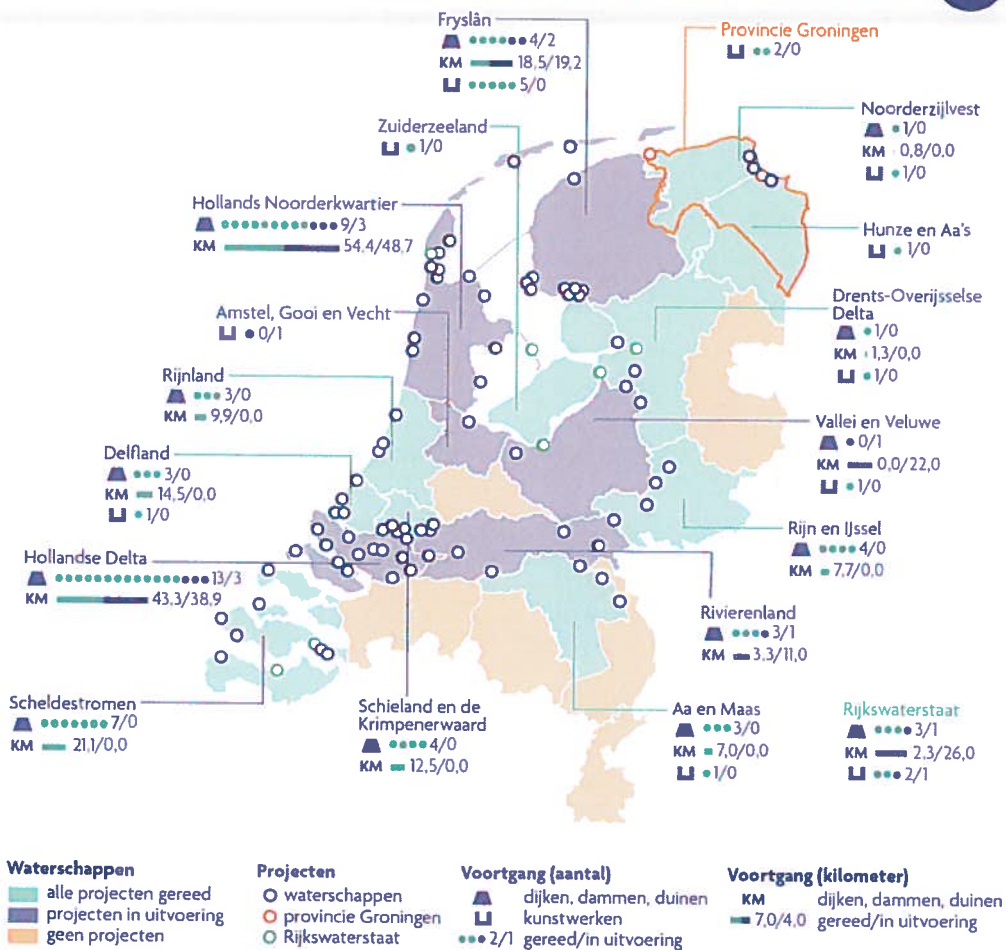 Fryslân
4/2
KM 18,5/19,2
5/0
Provincie Groningen
2/0
Zuiderzeeland
1/0
Noorderzijlvest
1/0
KM 0,8/0,0
1/0
Hollands Noorderkwartier
9/3
KM 54,4/48,7
Hunze en Aa's
1/0
Amstel, Gooi en Vecht
0/1
Drents-Overijsselse
Delta
1/0
KM 1,3/0,0
1/0
Rijnland
3/0
KM 9,9/0,0
Vallei en Veluwe
0/1
KM 0,0/22,0
1/0
Delfland
3/0
KM 14,5/0,0
1/0
Rijn en IJssel
4/0
KM 7,7/0,0
Hollandse Delta
13/3
KM 43,3/38,9
Rivierenland
3/1
KM 3,3/11,0
Scheldestromen
7/0
KM 21,1/0,0
Schieland en de
Krimpenerwaard
4/0
KM 12,5/0,0
Aa en Maas
3/0
KM 7,0/0,0
1/0
Rijkswaterstaat
3/1
KM 2,3/26,0
2/1
Waterschappen
alle projecten gereed
projecten in uitvoering
geen projecten
Projecten
waterschappen
provincie Groningen
Rijkswaterstaat
Voortgang (aantal)
dijken, dammen, duinen
kunstwerken
2/1 gereed/in uitvoering
Voortgang (kilometer)
KM dijken, dammen, duinen
7,0/4,0 gereed/in uitvoering